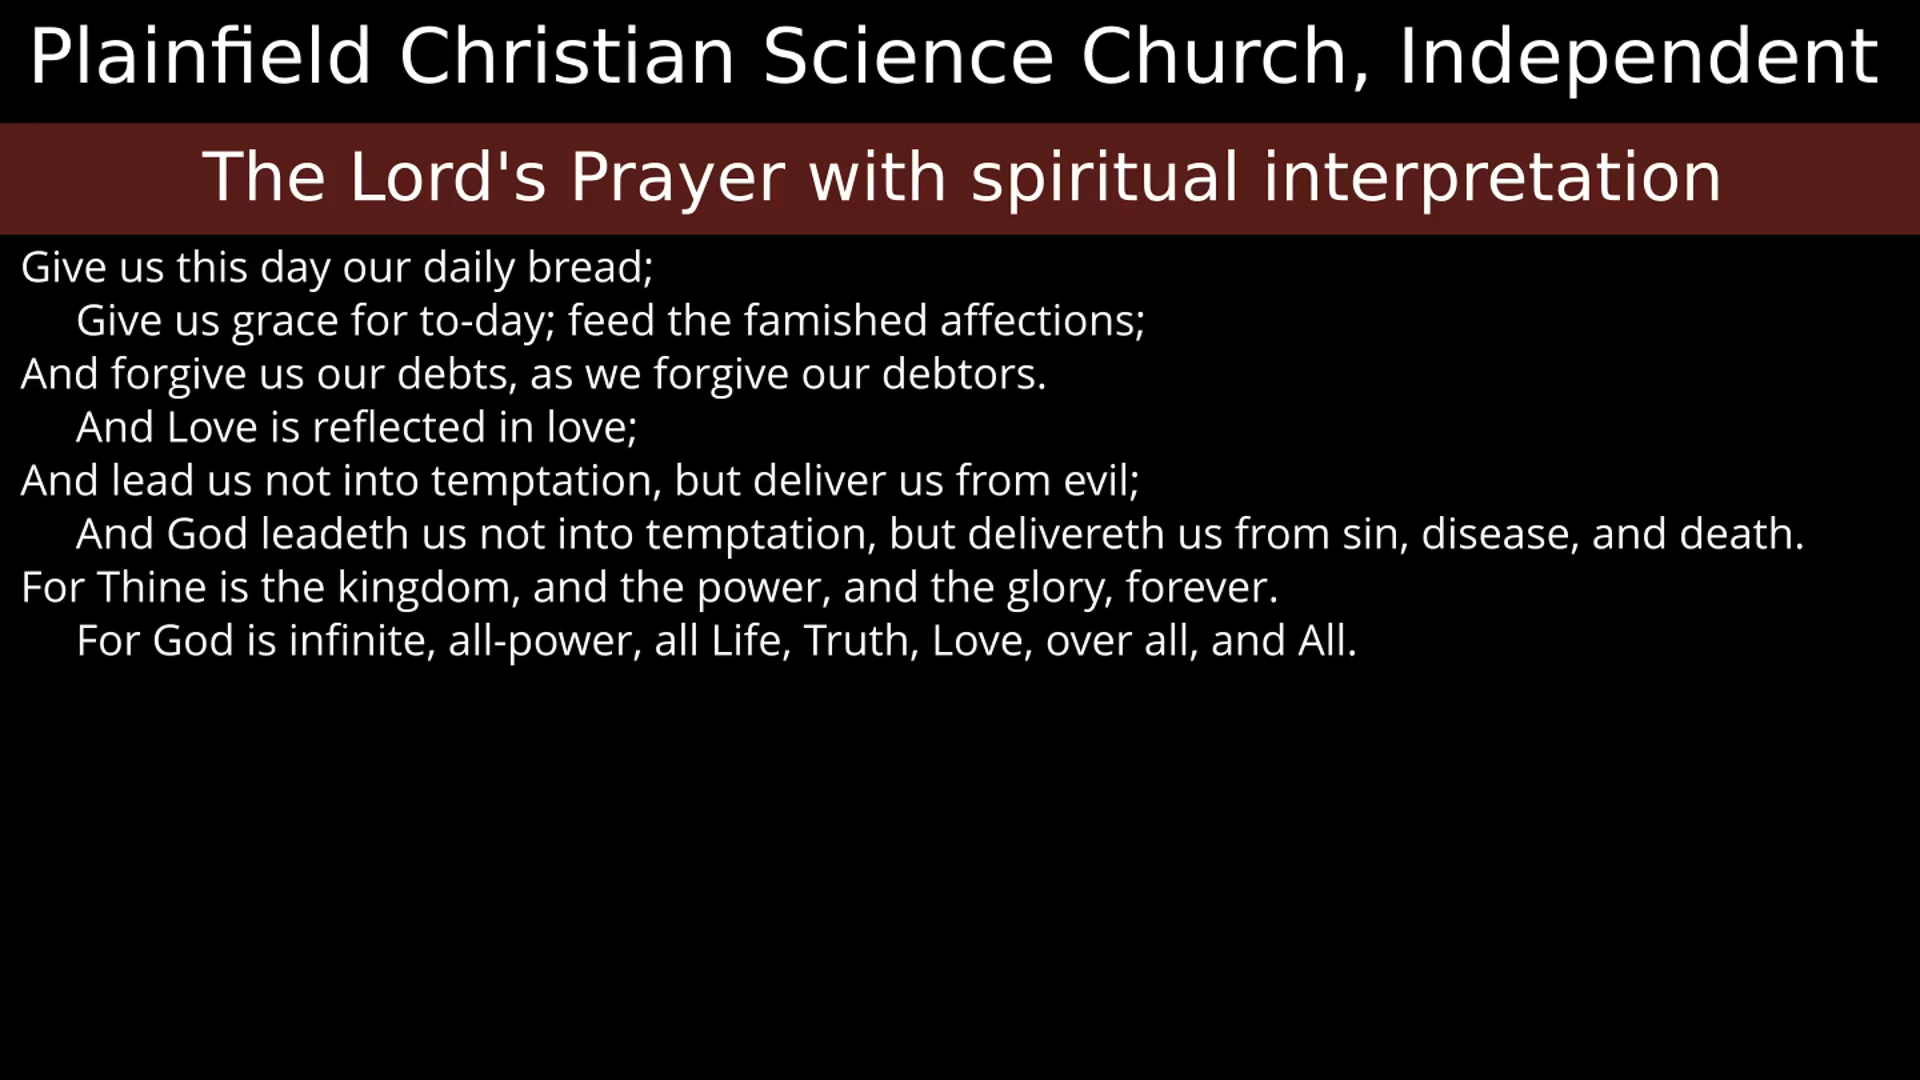 Plainfield Christian Science Church, Independent
The Lord's Prayer with spiritual interpretation
Give us this day our daily bread;
Give us grace for to-day; feed the famished affections;
And forgive us our debts, as we forgive our debtors.
And Love is reflected in love;
And lead us not into temptation, but deliver us from evil;
And God leadeth us not into temptation, but delivereth us from sin, disease, and death.
For Thine is the kingdom, and the power, and the glory, forever.
For God is infinite, all-power, all Life, Truth, Love, over all, and All.